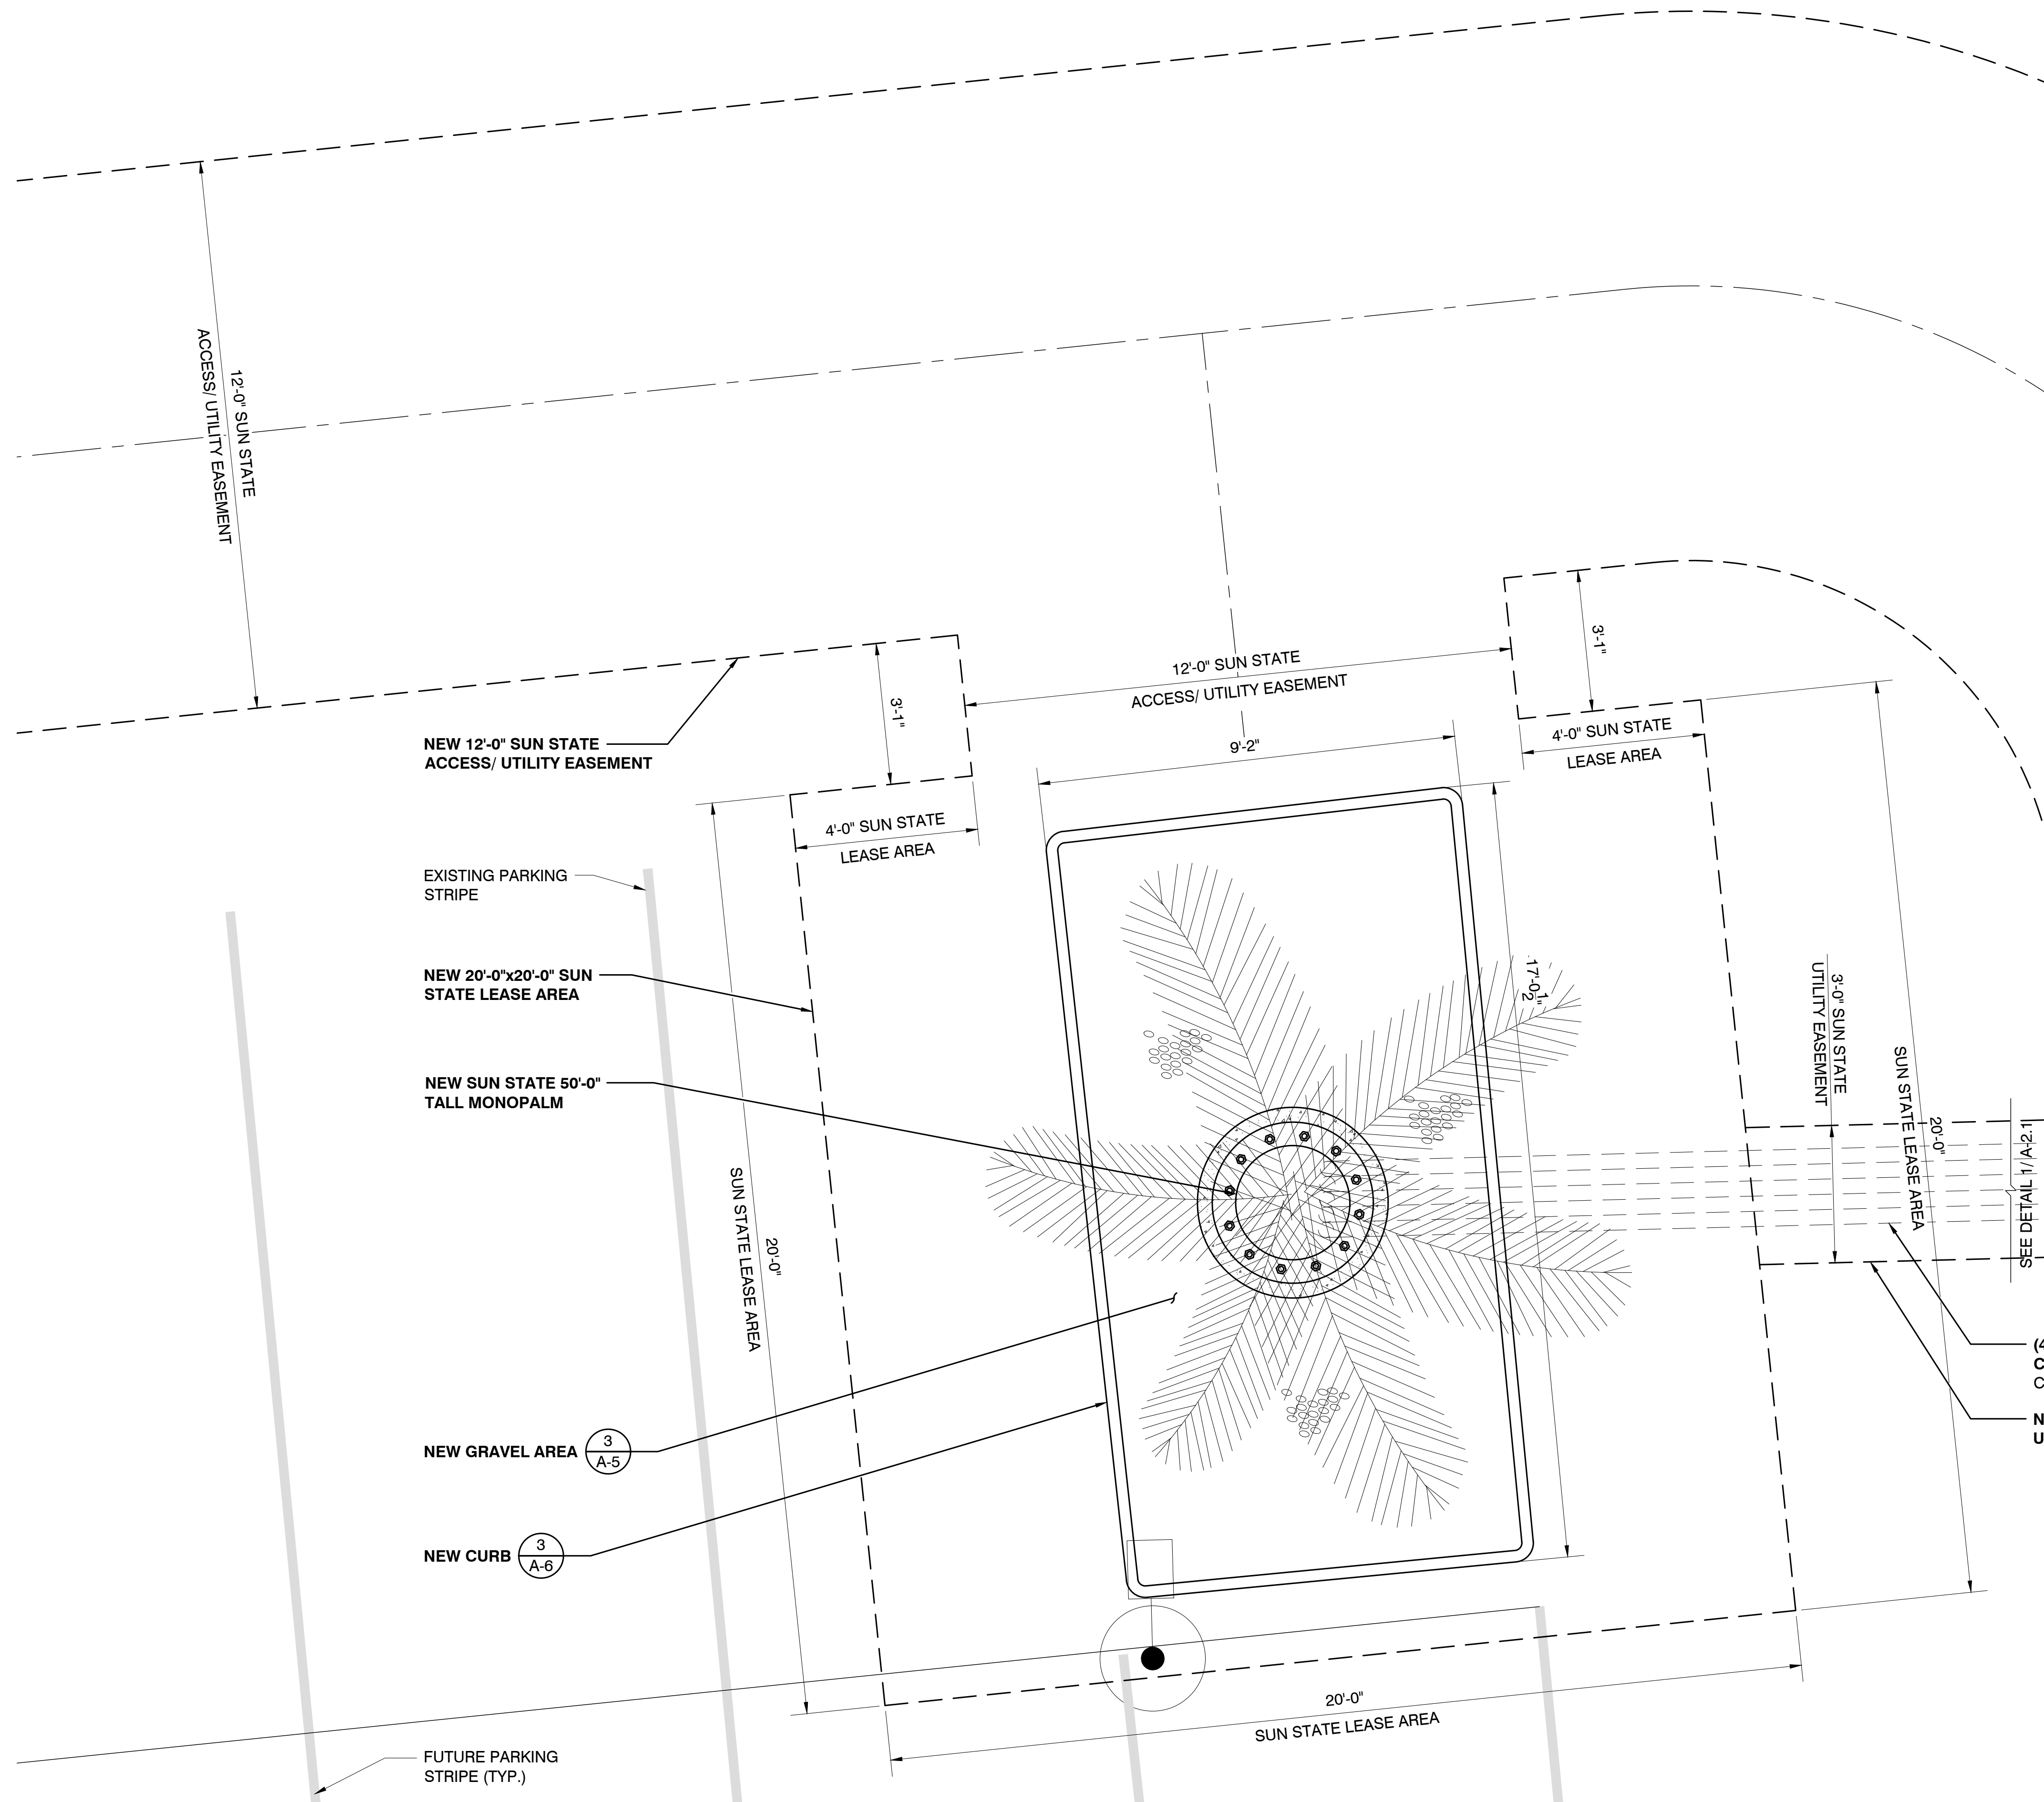 12'-0" SUN STATE
ACCESS/ UTILITY EASEMENT
3'-1"
12'-0" SUN STATE
ACCESS/ UTILITY EASEMENT
3'-1"
NEW 12'-0" SUN STATE
ACCESS/ UTILITY EASEMENT
9'-2"
4'-0" SUN STATE
LEASE AREA
4'-0" SUN STATE
LEASE AREA
EXISTING PARKING
STRIPE
NEW 20'-0"x20'-0" SUN
STATE LEASE AREA
17'-0 1/2"
3'-0" SUN STATE
UTILITY EASEMENT
NEW SUN STATE 50'-0"
TALL MONOPALM
20'-0"
SUN STATE LEASE AREA
20'-0"
SUN STATE LEASE AREA
SEE DETAIL 1/ A-2.1
(4
C
C
N
U
NEW GRAVEL AREA
3
A-5
NEW CURB
3
A-6
20'-0"
SUN STATE LEASE AREA
FUTURE PARKING
STRIPE (TYP.)